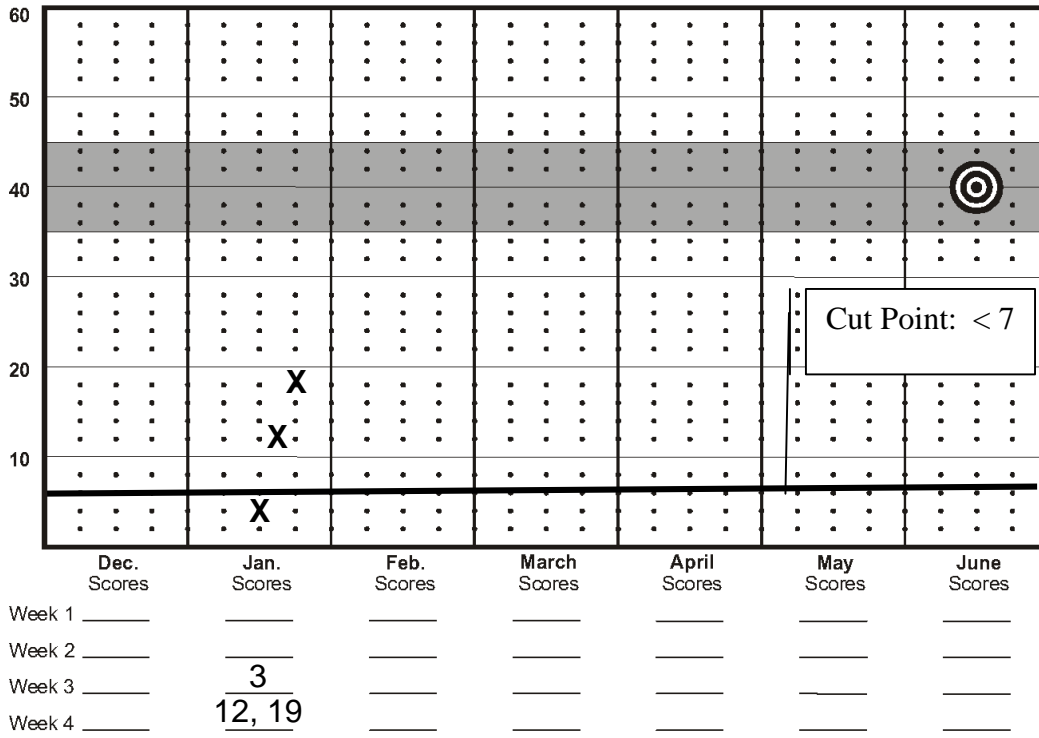 60
50
40
30
20
10
Cut Point: < 7
X
X
X
Dec. Jan. Feb. March April May June
Scores Scores Scores Scores Scores Scores Scores
Week 1
Week 2
Week 3 3
Week 4 12, 19